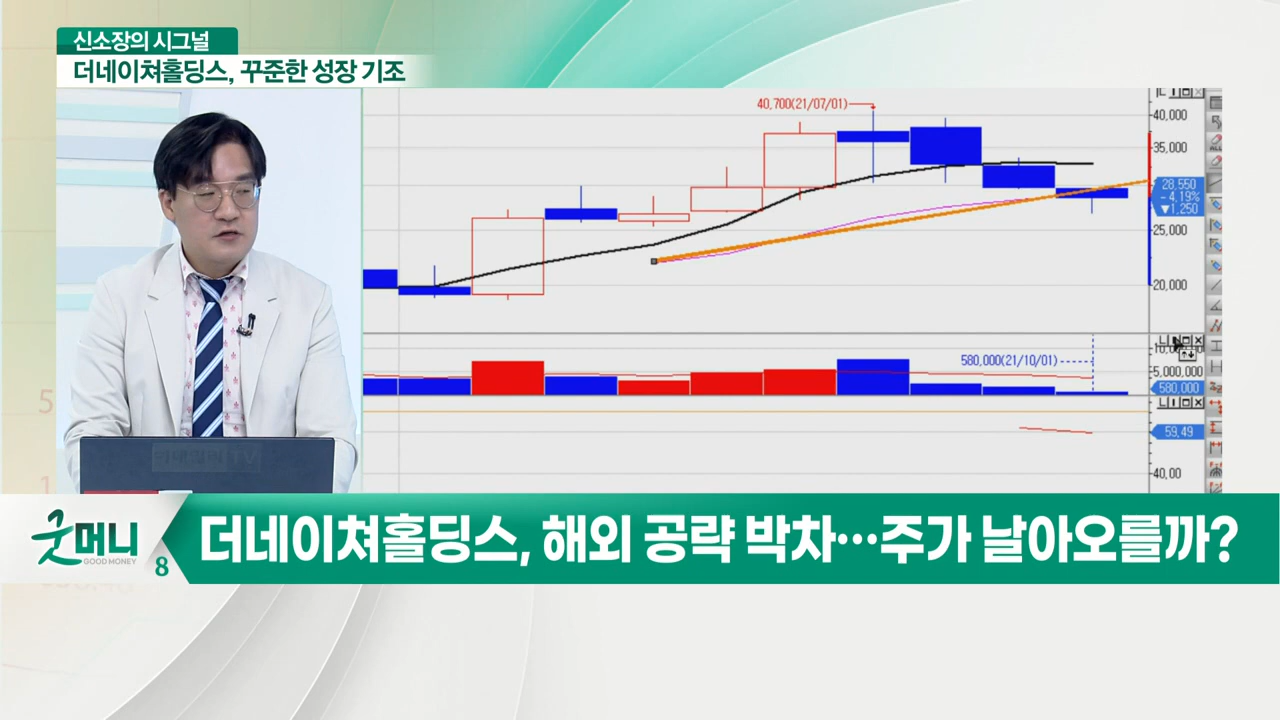 신소장의 시그널
더네이쳐홀딩스, 꾸준한 성장 기조
40,700(21/07/01)
40,000
35,000
28,550
-4.19%
▼1,250
25,000
20,000
580,000(21/10/01)
5,000,000
580,000
59.49
40.00
굿머니
GOOD MONEY
8
더네이쳐홀딩스, 해외 공략 박차…주가 날아오를까?